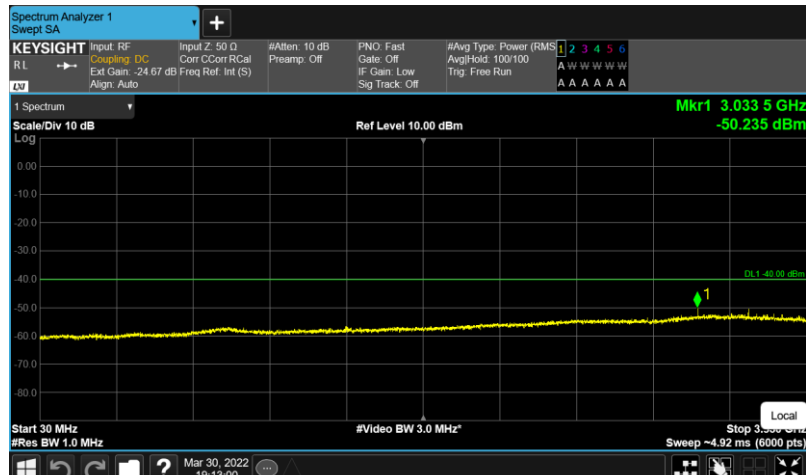 Spectrum Analyzer 1
Swept SA
+
KEYSIGHT Input: RF Input Z: 50 Ω #Atten: 10 dB PNO: Fast #Avg Type: Power (RMS 1 2 3 4 5 6
RL Coupling: DC Corr CCorr RCal Preamp: Off Gate: Off Avg|Hold: 100/100 A W W W W W
Ext Gain: -24.67 dB Freq Ref: Int (S) IF Gain: Low Trig: Free Run
LXI Align: Auto Sig Track: Off A A A A A A
1 Spectrum Mkr1 3.033 5 GHz
Scale/Div 10 dB Ref Level 10.00 dBm -50.235 dBm
Log
0.00
-10.0
-20.0
-30.0
-40.0 DL1 -40.00 dBm
1
-50.0
-60.0
-70.0
-80.0
Local
Start 30 MHz #Video BW 3.0 MHz* Stop
#Res BW 1.0 MHz Sweep ~4.92 ms (6000 pts)
? Mar 30, 2022